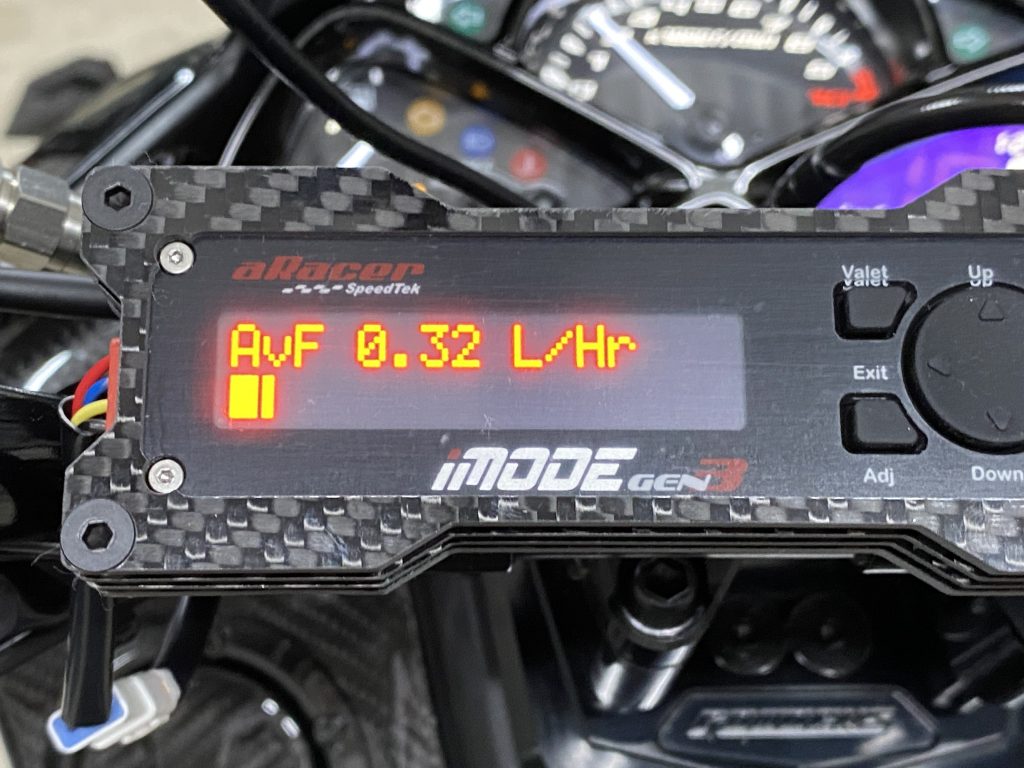 aRacer
SpeedTek
AvF 0.32 L/Hr
iMODE GEN3
Valet
Up
Exit
Adj
Down